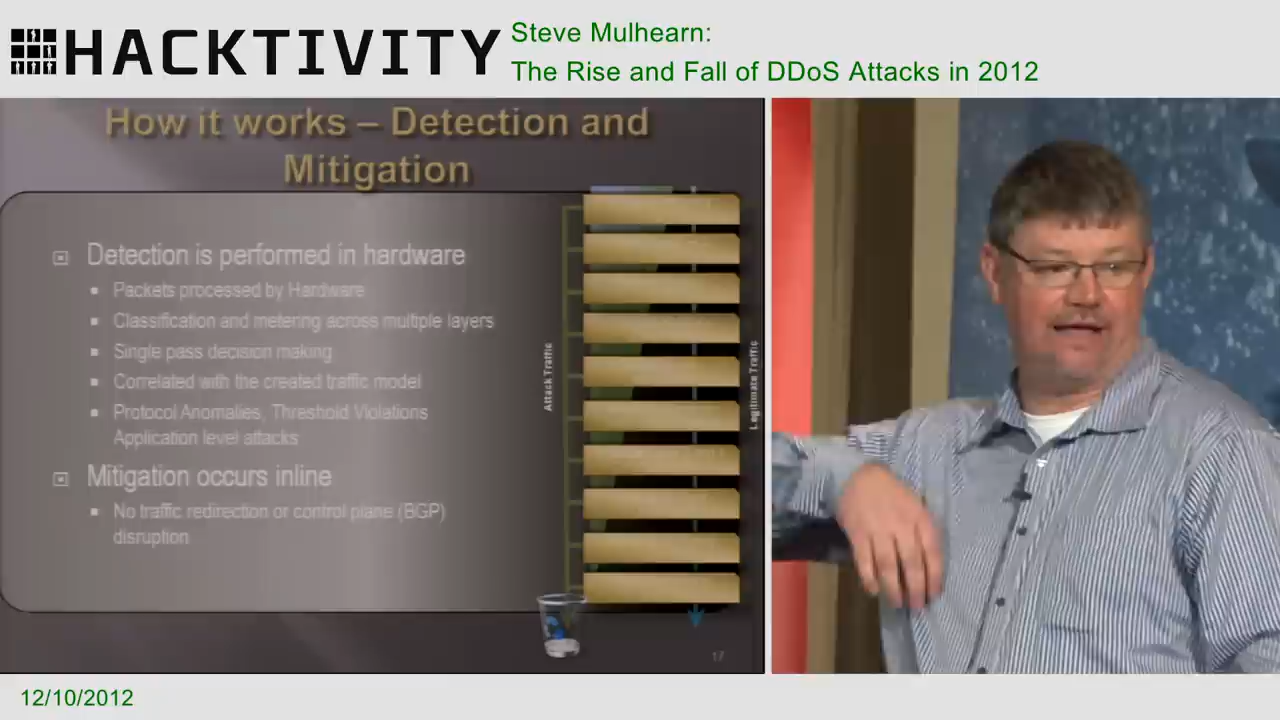 HACKTIVITY
Steve Mulhearn:
The Rise and Fall of DDoS Attacks in 2012
How it works – Detection and
Mitigation
Detection is performed in hardware
Packets processed by Hardware
Classification and metering across multiple layers
Single pass decision making
Correlated with the created traffic model
Protocol Anomalies, Threshold Violations
Application level attacks
Mitigation occurs inline
No traffic redirection or control plane (BGP)
disruption
Attack Traffic
Legitimate Traffic
17
12/10/2012